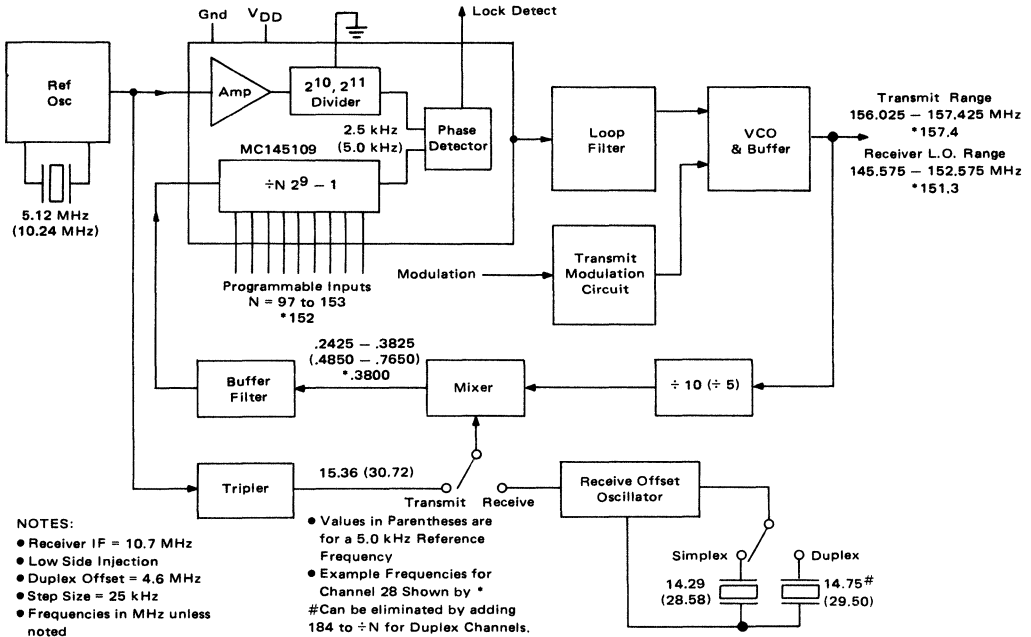 Gnd
VDD
Lock Detect
Ref
Osc
Amp
2^10, 2^11
Divider
Phase
Detector
2.5 kHz
(5.0 kHz)
MC145109
÷N 2^9 – 1
5.12 MHz
(10.24 MHz)
Loop
Filter
VCO
& Buffer
Transmit Range
156.025 – 157.425 MHz
*157.4
Receiver L.O. Range
145.575 – 152.575 MHz
*151.3
Programmable Inputs
N = 97 to 153
*152
Modulation
Transmit
Modulation
Circuit
.2425 – .3825
(.4850 – .7650)
*.3800
Buffer
Filter
Mixer
÷ 10 (÷ 5)
Tripler
15.36 (30.72)
Transmit
Receive
Receive Offset
Oscillator
Simplex
Duplex
14.29
(28.58)
14.75#
(29.50)
NOTES:
● Receiver IF = 10.7 MHz
● Low Side Injection
● Duplex Offset = 4.6 MHz
● Step Size = 25 kHz
● Frequencies in MHz unless
noted
● Values in Parentheses are
for a 5.0 kHz Reference
Frequency
● Example Frequencies for
Channel 28 Shown by *
#Can be eliminated by adding
184 to ÷N for Duplex Channels.